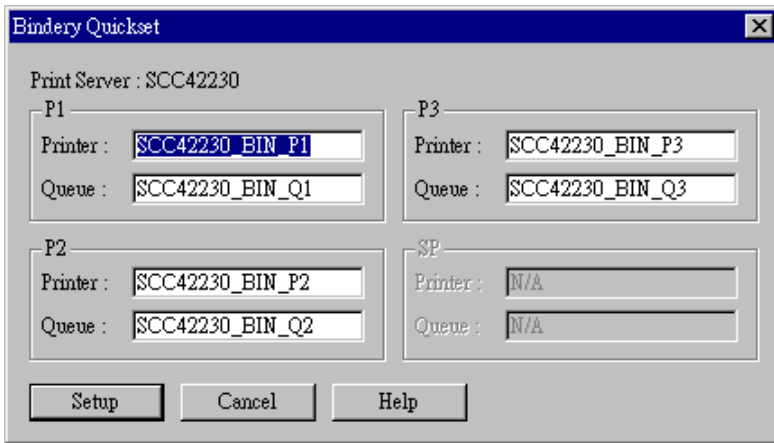 Bindery Quickset
Print Server : SCC42230
P1
Printer : SCC42230_BIN_P1
Queue : SCC42230_BIN_Q1
P3
Printer : SCC42230_BIN_P3
Queue : SCC42230_BIN_Q3
P2
Printer : SCC42230_BIN_P2
Queue : SCC42230_BIN_Q2
SP
Printer : N/A
Queue : N/A
Setup Cancel Help